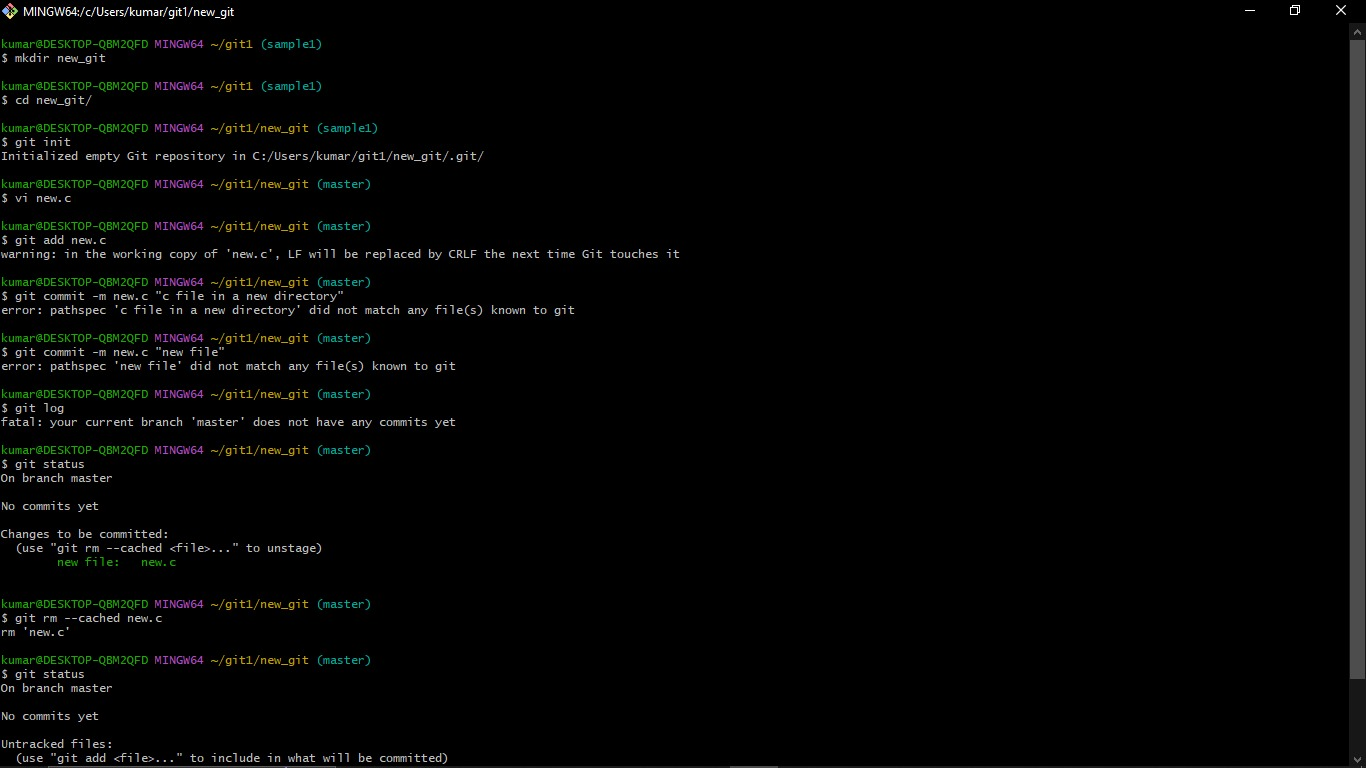 MINGW64:/c/Users/kumar/git1/new_git
kumar@DESKTOP-QBM2QFD MINGW64 ~/git1 (sample1)
$ mkdir new_git
kumar@DESKTOP-QBM2QFD MINGW64 ~/git1 (sample1)
$ cd new_git/
kumar@DESKTOP-QBM2QFD MINGW64 ~/git1/new_git (sample1)
$ git init
Initialized empty Git repository in C:/Users/kumar/git1/new_git/.git/
kumar@DESKTOP-QBM2QFD MINGW64 ~/git1/new_git (master)
$ vi new.c
kumar@DESKTOP-QBM2QFD MINGW64 ~/git1/new_git (master)
$ git add new.c
warning: in the working copy of 'new.c', LF will be replaced by CRLF the next time Git touches it
kumar@DESKTOP-QBM2QFD MINGW64 ~/git1/new_git (master)
$ git commit -m new.c "c file in a new directory"
error: pathspec 'c file in a new directory' did not match any file(s) known to git
kumar@DESKTOP-QBM2QFD MINGW64 ~/git1/new_git (master)
$ git commit -m new.c "new file"
error: pathspec 'new file' did not match any file(s) known to git
kumar@DESKTOP-QBM2QFD MINGW64 ~/git1/new_git (master)
$ git log
fatal: your current branch 'master' does not have any commits yet
kumar@DESKTOP-QBM2QFD MINGW64 ~/git1/new_git (master)
$ git status
On branch master
No commits yet
Changes to be committed:
(use "git rm --cached <file>..." to unstage)
new file:   new.c
kumar@DESKTOP-QBM2QFD MINGW64 ~/git1/new_git (master)
$ git rm --cached new.c
rm 'new.c'
kumar@DESKTOP-QBM2QFD MINGW64 ~/git1/new_git (master)
$ git status
On branch master
No commits yet
Untracked files:
(use "git add <file>..." to include in what will be committed)